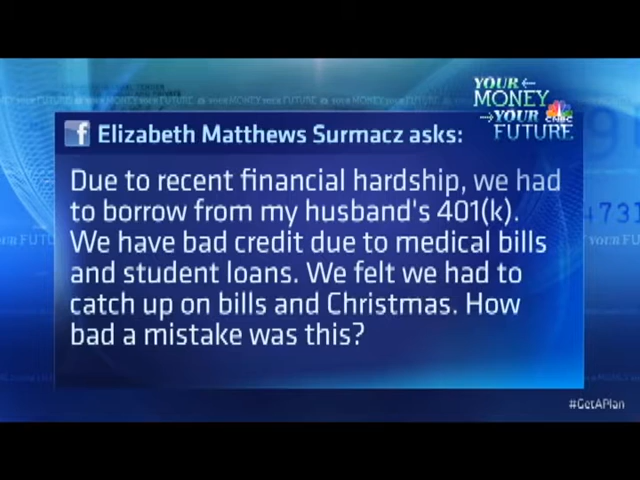 YOUR
MONEY
YOUR
FUTURE
CNBC
f Elizabeth Matthews Surmacz asks:
Due to recent financial hardship, we had
to borrow from my husband's 401(k).
We have bad credit due to medical bills
and student loans. We felt we had to
catch up on bills and Christmas. How
bad a mistake was this?
#GetAPlan